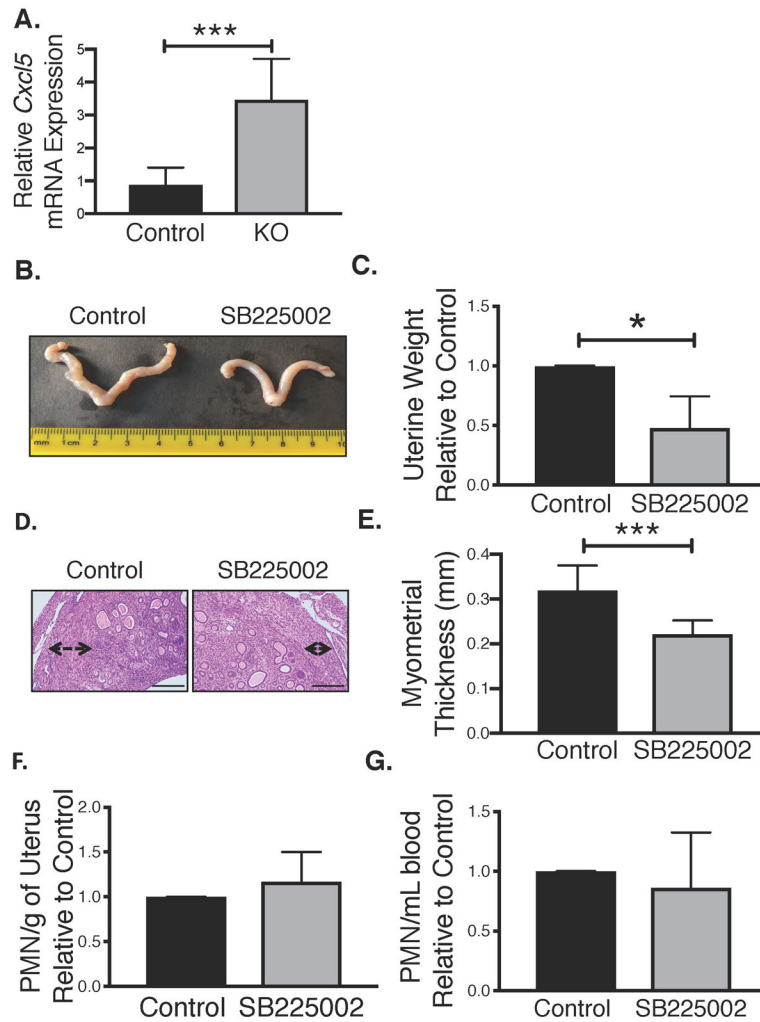 A.
***
Relative Cxcl5
mRNA Expression
5
4
3
2
1
0
Control KO
B.
Control SB225002
mm 1cm 2 3 4 5 6 7 8 9 10
C.
*
Uterine Weight
Relative to Control
1.5
1.0
0.5
0.0
Control SB225002
D.
Control SB225002
E.
***
Myometrial
Thickness (mm)
0.4
0.3
0.2
0.1
0.0
Control SB225002
F.
PMN/g of Uterus
Relative to Control
2.0
1.5
1.0
0.5
0.0
Control SB225002
G.
PMN/mL blood
Relative to Control
1.5
1.0
0.5
0.0
Control SB225002